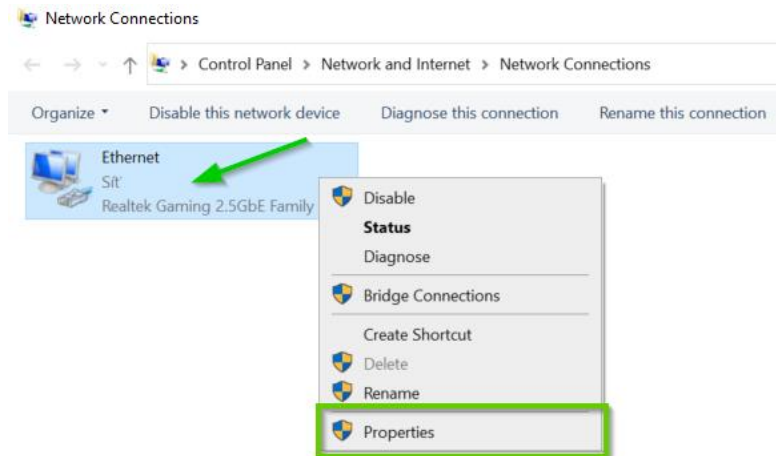 Network Connections
Control Panel > Network and Internet > Network Connections
Organize Disable this network device Diagnose this connection Rename this connection
Ethernet
Síť
Realtek Gaming 2.5GbE Family
Disable
Status
Diagnose
Bridge Connections
Create Shortcut
Delete
Rename
Properties